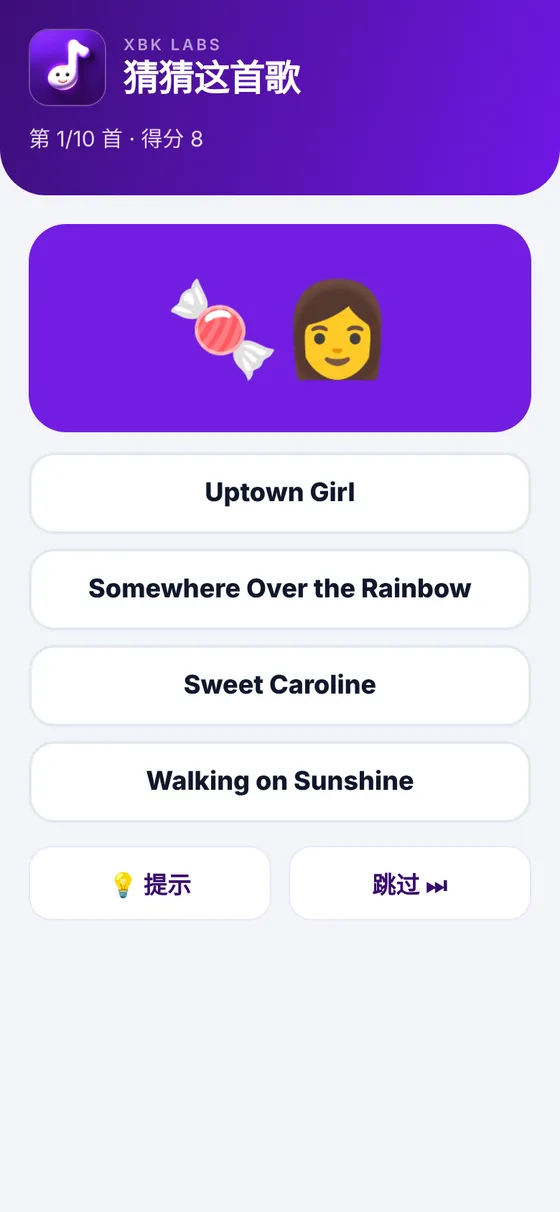 XBK LABS
猜猜这首歌
第 1/10 首 · 得分 8
Uptown Girl
Somewhere Over the Rainbow
Sweet Caroline
Walking on Sunshine
💡 提示
跳过 ⏭